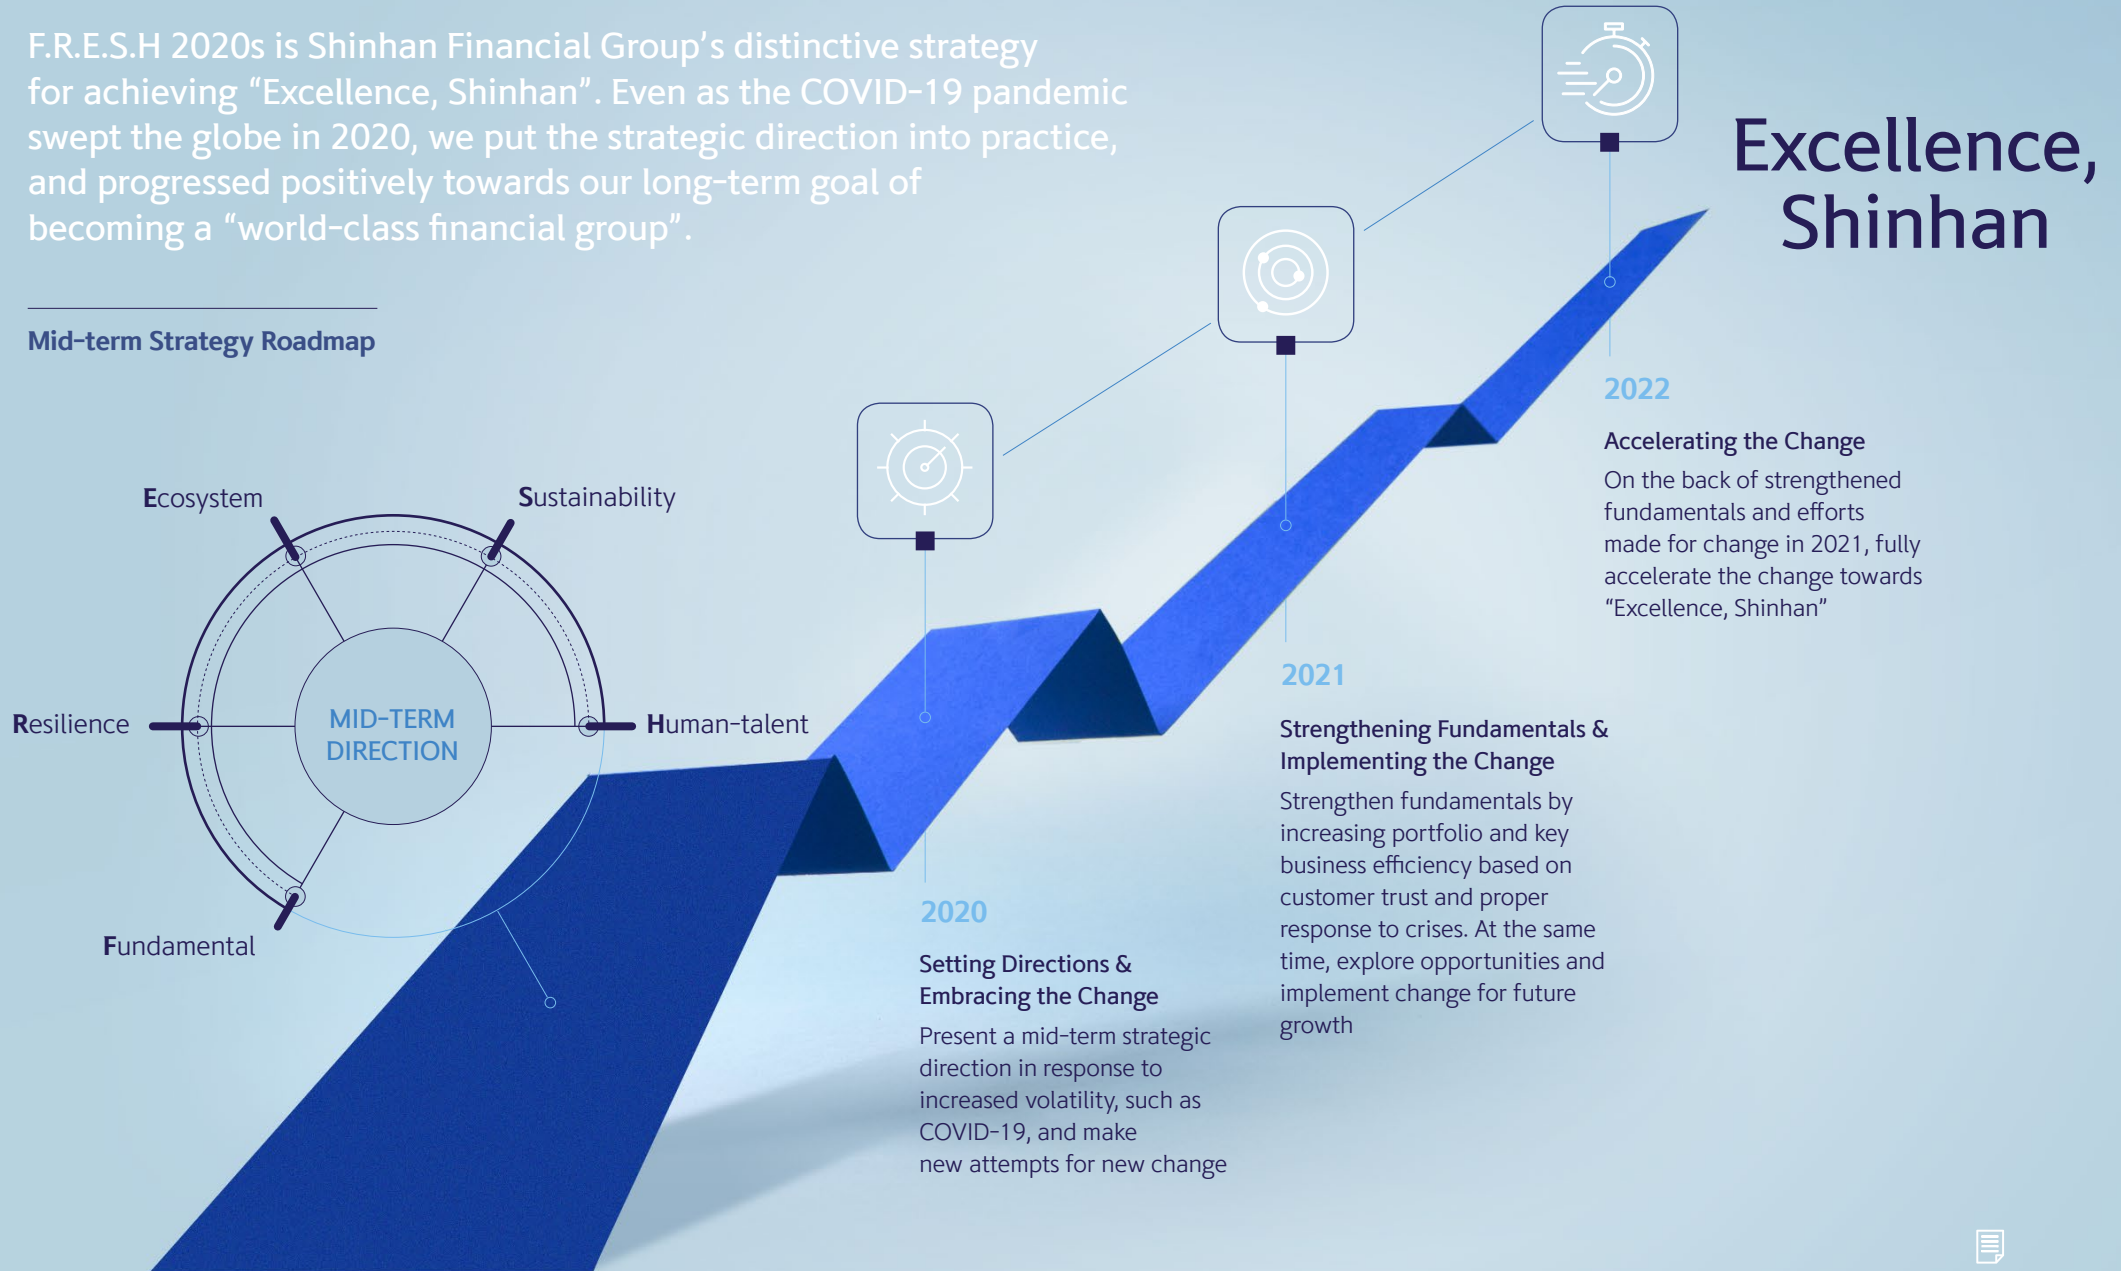 F.R.E.S.H 2020s is Shinhan Financial Group's distinctive strategy
for achieving “Excellence, Shinhan”. Even as the COVID-19 pandemic
swept the globe in 2020, we put the strategic direction into practice,
and progressed positively towards our long-term goal of
becoming a “world-class financial group”.
Excellence,
Shinhan
Mid-term Strategy Roadmap
Ecosystem
Sustainability
Resilience
Human-talent
Fundamental
MID-TERM
DIRECTION
2020
Setting Directions &
Embracing the Change
Present a mid-term strategic
direction in response to
increased volatility, such as
COVID-19, and make
new attempts for new change
2021
Strengthening Fundamentals &
Implementing the Change
Strengthen fundamentals by
increasing portfolio and key
business efficiency based on
customer trust and proper
response to crises. At the same
time, explore opportunities and
implement change for future
growth
2022
Accelerating the Change
On the back of strengthened
fundamentals and efforts
made for change in 2021, fully
accelerate the change towards
“Excellence, Shinhan”